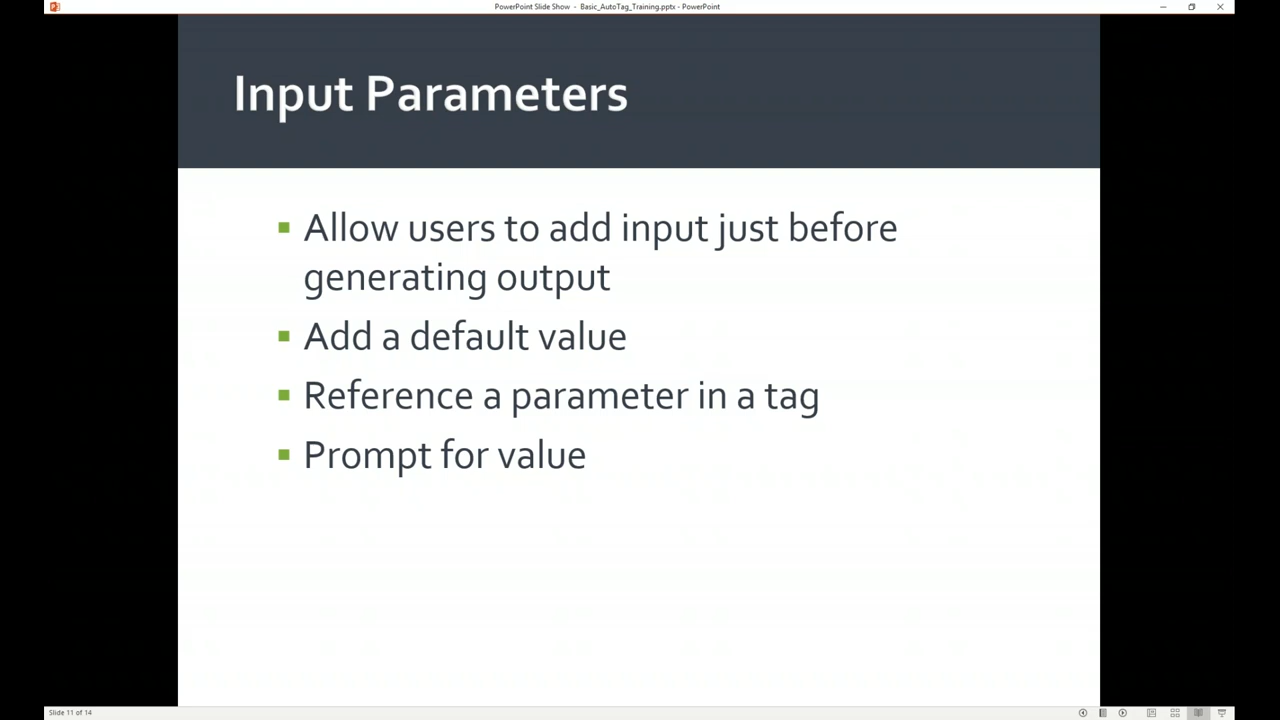 PowerPoint Slide Show - Basic_AutoTag_Training.pptx - PowerPoint
Input Parameters
Allow users to add input just before
generating output
Add a default value
Reference a parameter in a tag
Prompt for value
Slide 11 of 14